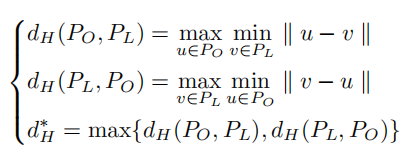 d_H(P_O, P_L) = max_{u∈P_O} min_{v∈P_L} ‖ u − v ‖
d_H(P_L, P_O) = max_{v∈P_L} min_{u∈P_O} ‖ v − u ‖
d_H^* = max{d_H(P_O, P_L), d_H(P_L, P_O)}